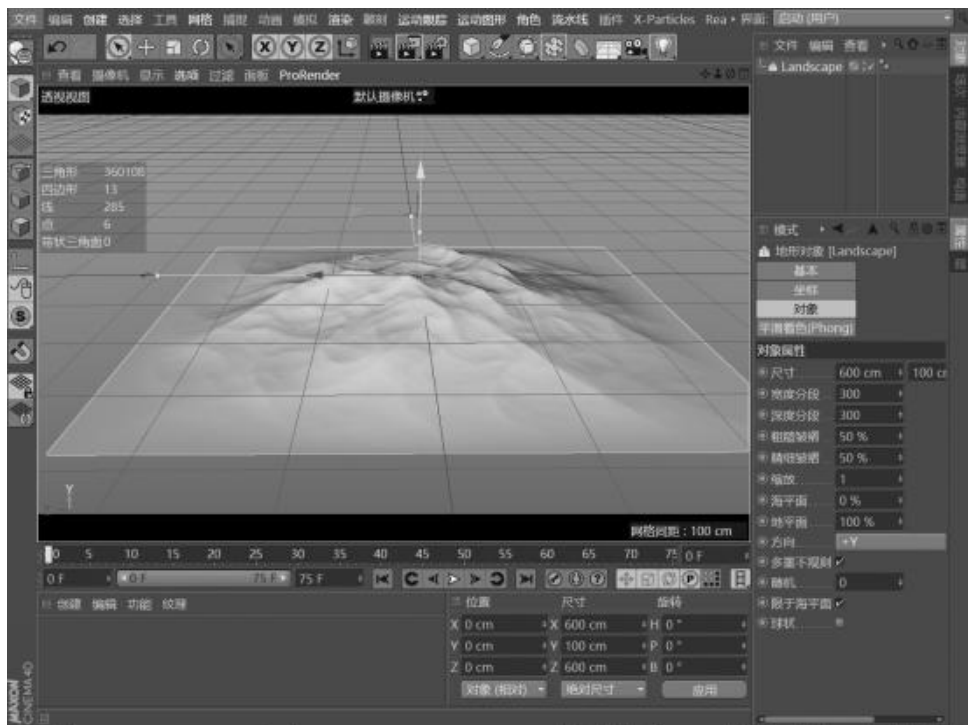 文件 编辑 创建 选择 工具 网格 捕捉 动画 模拟 渲染 雕刻 运动跟踪 运动图形 角色 流水线 插件 X-Particles Rea 界面: 启动 (用户)
X Y Z
文件 编辑 查看
Landscape
查看 摄像机 显示 选项 过滤 面板 ProRender
透视视图
默认摄像机
三角形 360108
四边形 13
线 285
点 6
带状三角面 0
Y
网格间距 : 100 cm
模式
地形对象 [Landscape]
基本
坐标
对象
平滑着色(Phong)
对象属性
尺寸 600 cm 100 cr
宽度分段 300
深度分段 300
粗糙皱褶 50 %
精细皱褶 50 %
缩放 1
海平面 0 %
地平面 100 %
方向 +Y
多重不规则
随机 0
限于海平面
球状
0 5 10 15 20 25 30 35 40 45 50 55 60 65 70 75 0 F
0 F 0 F 75 F 75 F
P
创建 编辑 功能 纹理
位置 尺寸 旋转
X 0 cm X 600 cm H 0 °
Y 0 cm Y 100 cm P 0 °
Z 0 cm Z 600 cm B 0 °
对象 (相对) 绝对尺寸 应用
S
MAXON
CINEMA 4D
属性